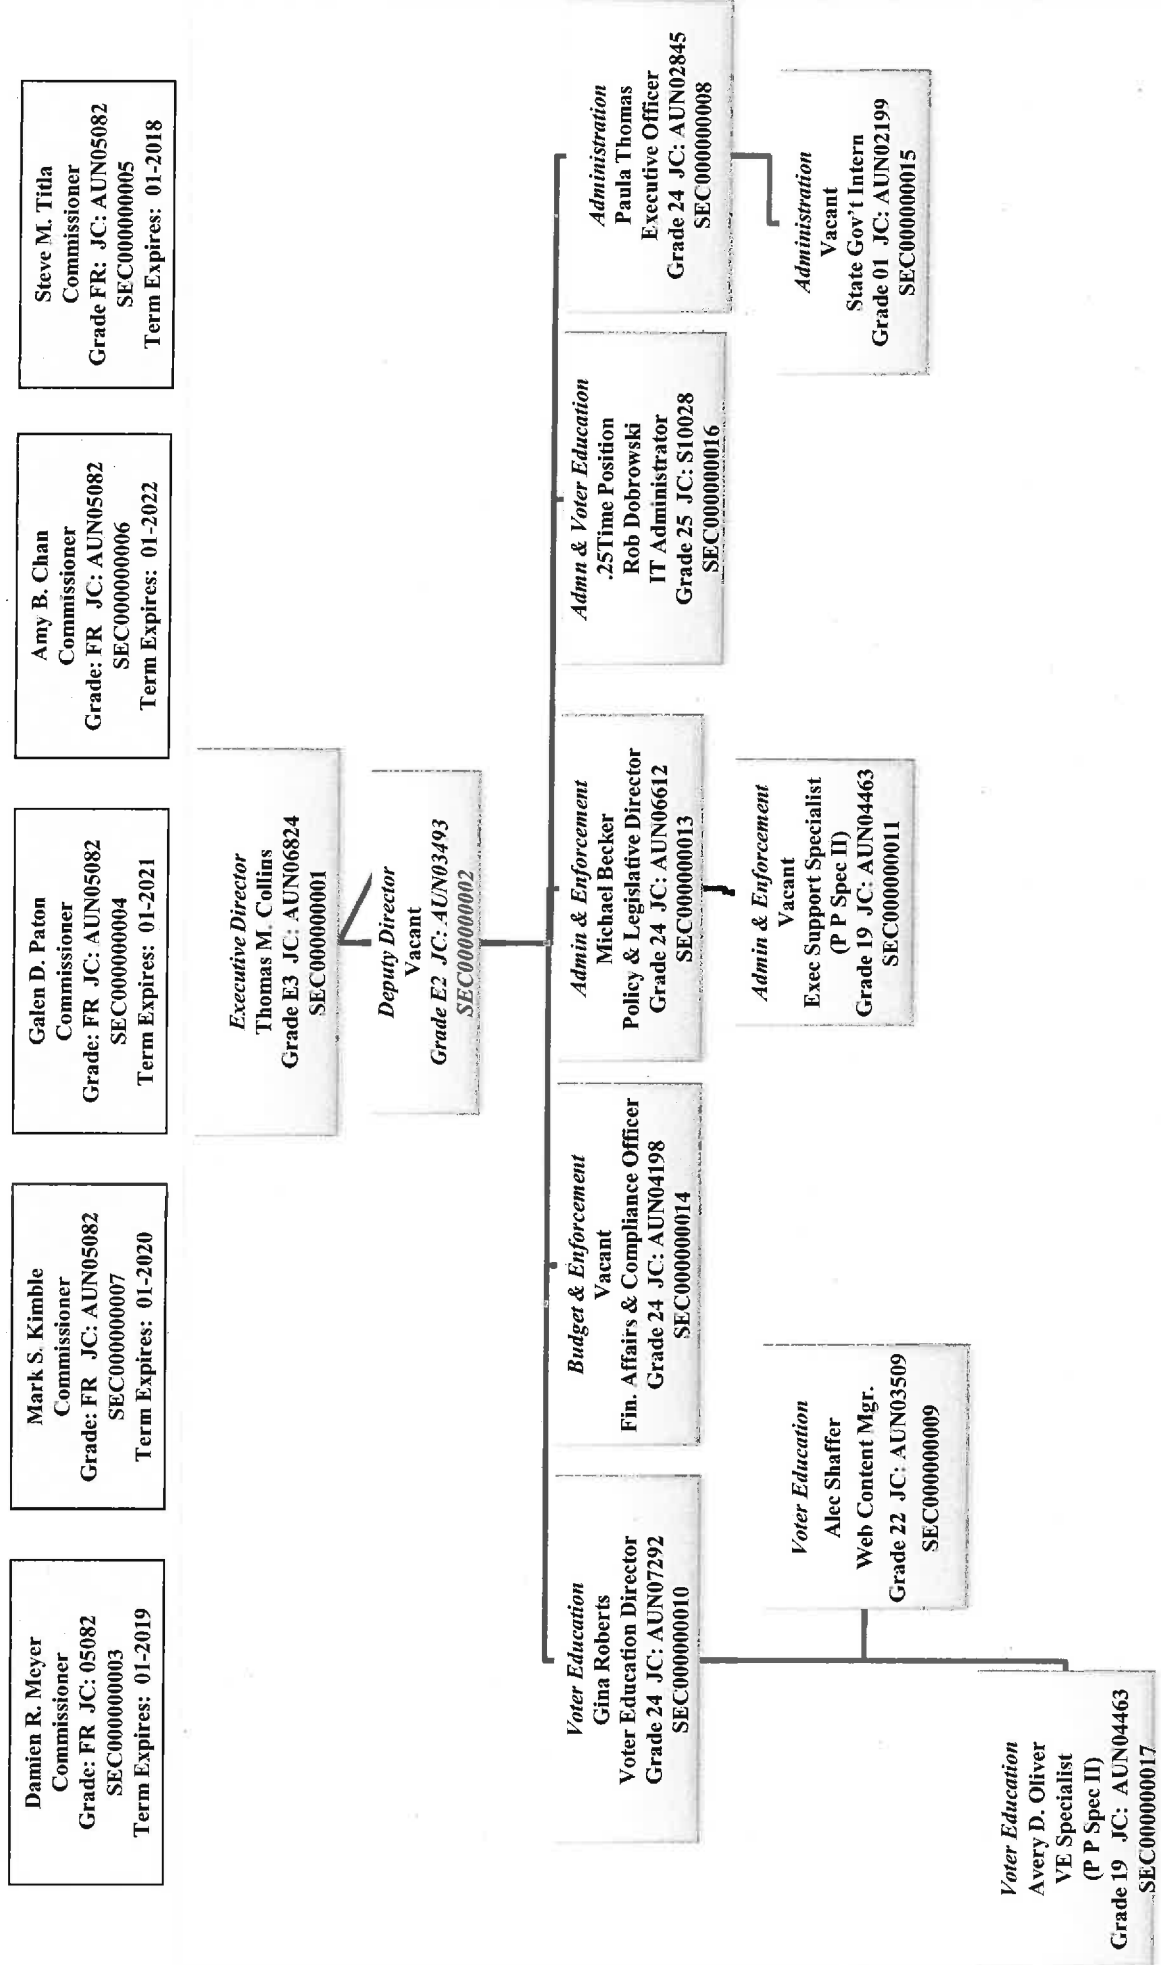 Damien R. Meyer
Commissioner
Grade: FR JC: 05082
SEC000000003
Term Expires: 01-2019
Mark S. Kimble
Commissioner
Grade: FR JC: AUN05082
SEC000000007
Term Expires: 01-2020
Galen D. Paton
Commissioner
Grade: FR JC: AUN05082
SEC000000004
Term Expires: 01-2021
Amy B. Chan
Commissioner
Grade: FR JC: AUN05082
SEC000000006
Term Expires: 01-2022
Steve M. Titla
Commissioner
Grade FR: JC: AUN05082
SEC000000005
Term Expires: 01-2018
Executive Director
Thomas M. Collins
Grade E3 JC: AUN06824
SEC000000001
Deputy Director
Vacant
Grade E2 JC: AUN03493
SEC000000002
Voter Education
Gina Roberts
Voter Education Director
Grade 24 JC: AUN07292
SEC000000010
Budget & Enforcement
Vacant
Fin. Affairs & Compliance Officer
Grade 24 JC: AUN04198
SEC000000014
Admin & Enforcement
Michael Becker
Policy & Legislative Director
Grade 24 JC: AUN06612
SEC000000013
Admn & Voter Education
.25Time Position
Rob Dobrowski
IT Administrator
Grade 25 JC: S10028
SEC000000016
Administration
Paula Thomas
Executive Officer
Grade 24 JC: AUN02845
SEC000000008
Voter Education
Alec Shaffer
Web Content Mgr.
Grade 22 JC: AUN03509
SEC000000009
Admin & Enforcement
Vacant
Exec Support Specialist
(P P Spec II)
Grade 19 JC: AUN04463
SEC000000011
Administration
Vacant
State Gov't Intern
Grade 01 JC: AUN02199
SEC000000015
Voter Education
Avery D. Oliver
VE Specialist
(P P Spec II)
Grade 19 JC: AUN04463
SEC000000017